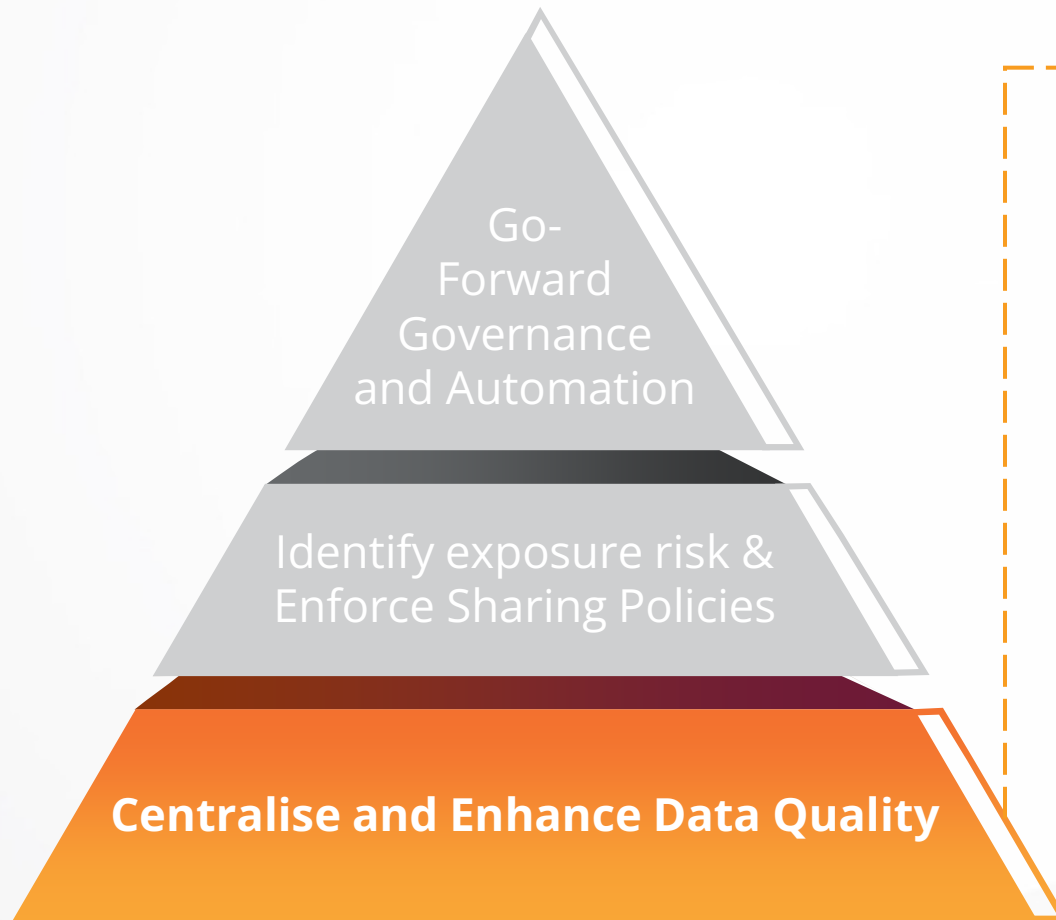 Go-
Forward
Governance
and Automation
Identify exposure risk &
Enforce Sharing Policies
Centralise and Enhance Data Quality